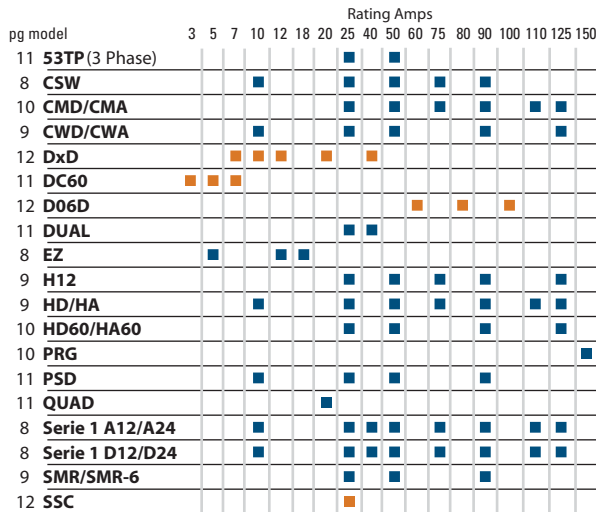 Rating Amps
pg model 3 5 7 10 12 18 20 25 40 50 60 75 80 90 100 110 125 150
11 53TP (3 Phase)
8 CSW
10 CMD/CMA
9 CWD/CWA
12 DxD
11 DC60
12 D06D
11 DUAL
8 EZ
9 H12
9 HD/HA
10 HD60/HA60
10 PRG
11 PSD
11 QUAD
8 Serie 1 A12/A24
8 Serie 1 D12/D24
9 SMR/SMR-6
12 SSC